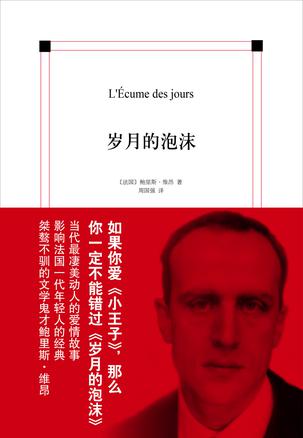 L'Écume des jours
岁月的泡沫
〔法国〕鲍里斯·维昂 著
周国强 译
如果你爱《小王子》，那么
你一定不能错过《岁月的泡沫》
当代最凄美动人的爱情故事
影响法国一代年轻人的经典
桀骜不驯的文学鬼才鲍里斯·维昂